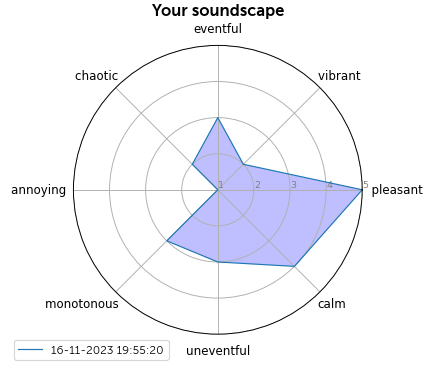 Your soundscape
eventful
chaotic
vibrant
annoying
1
2
3
4
5
pleasant
monotonous
calm
16-11-2023 19:55:20
uneventful